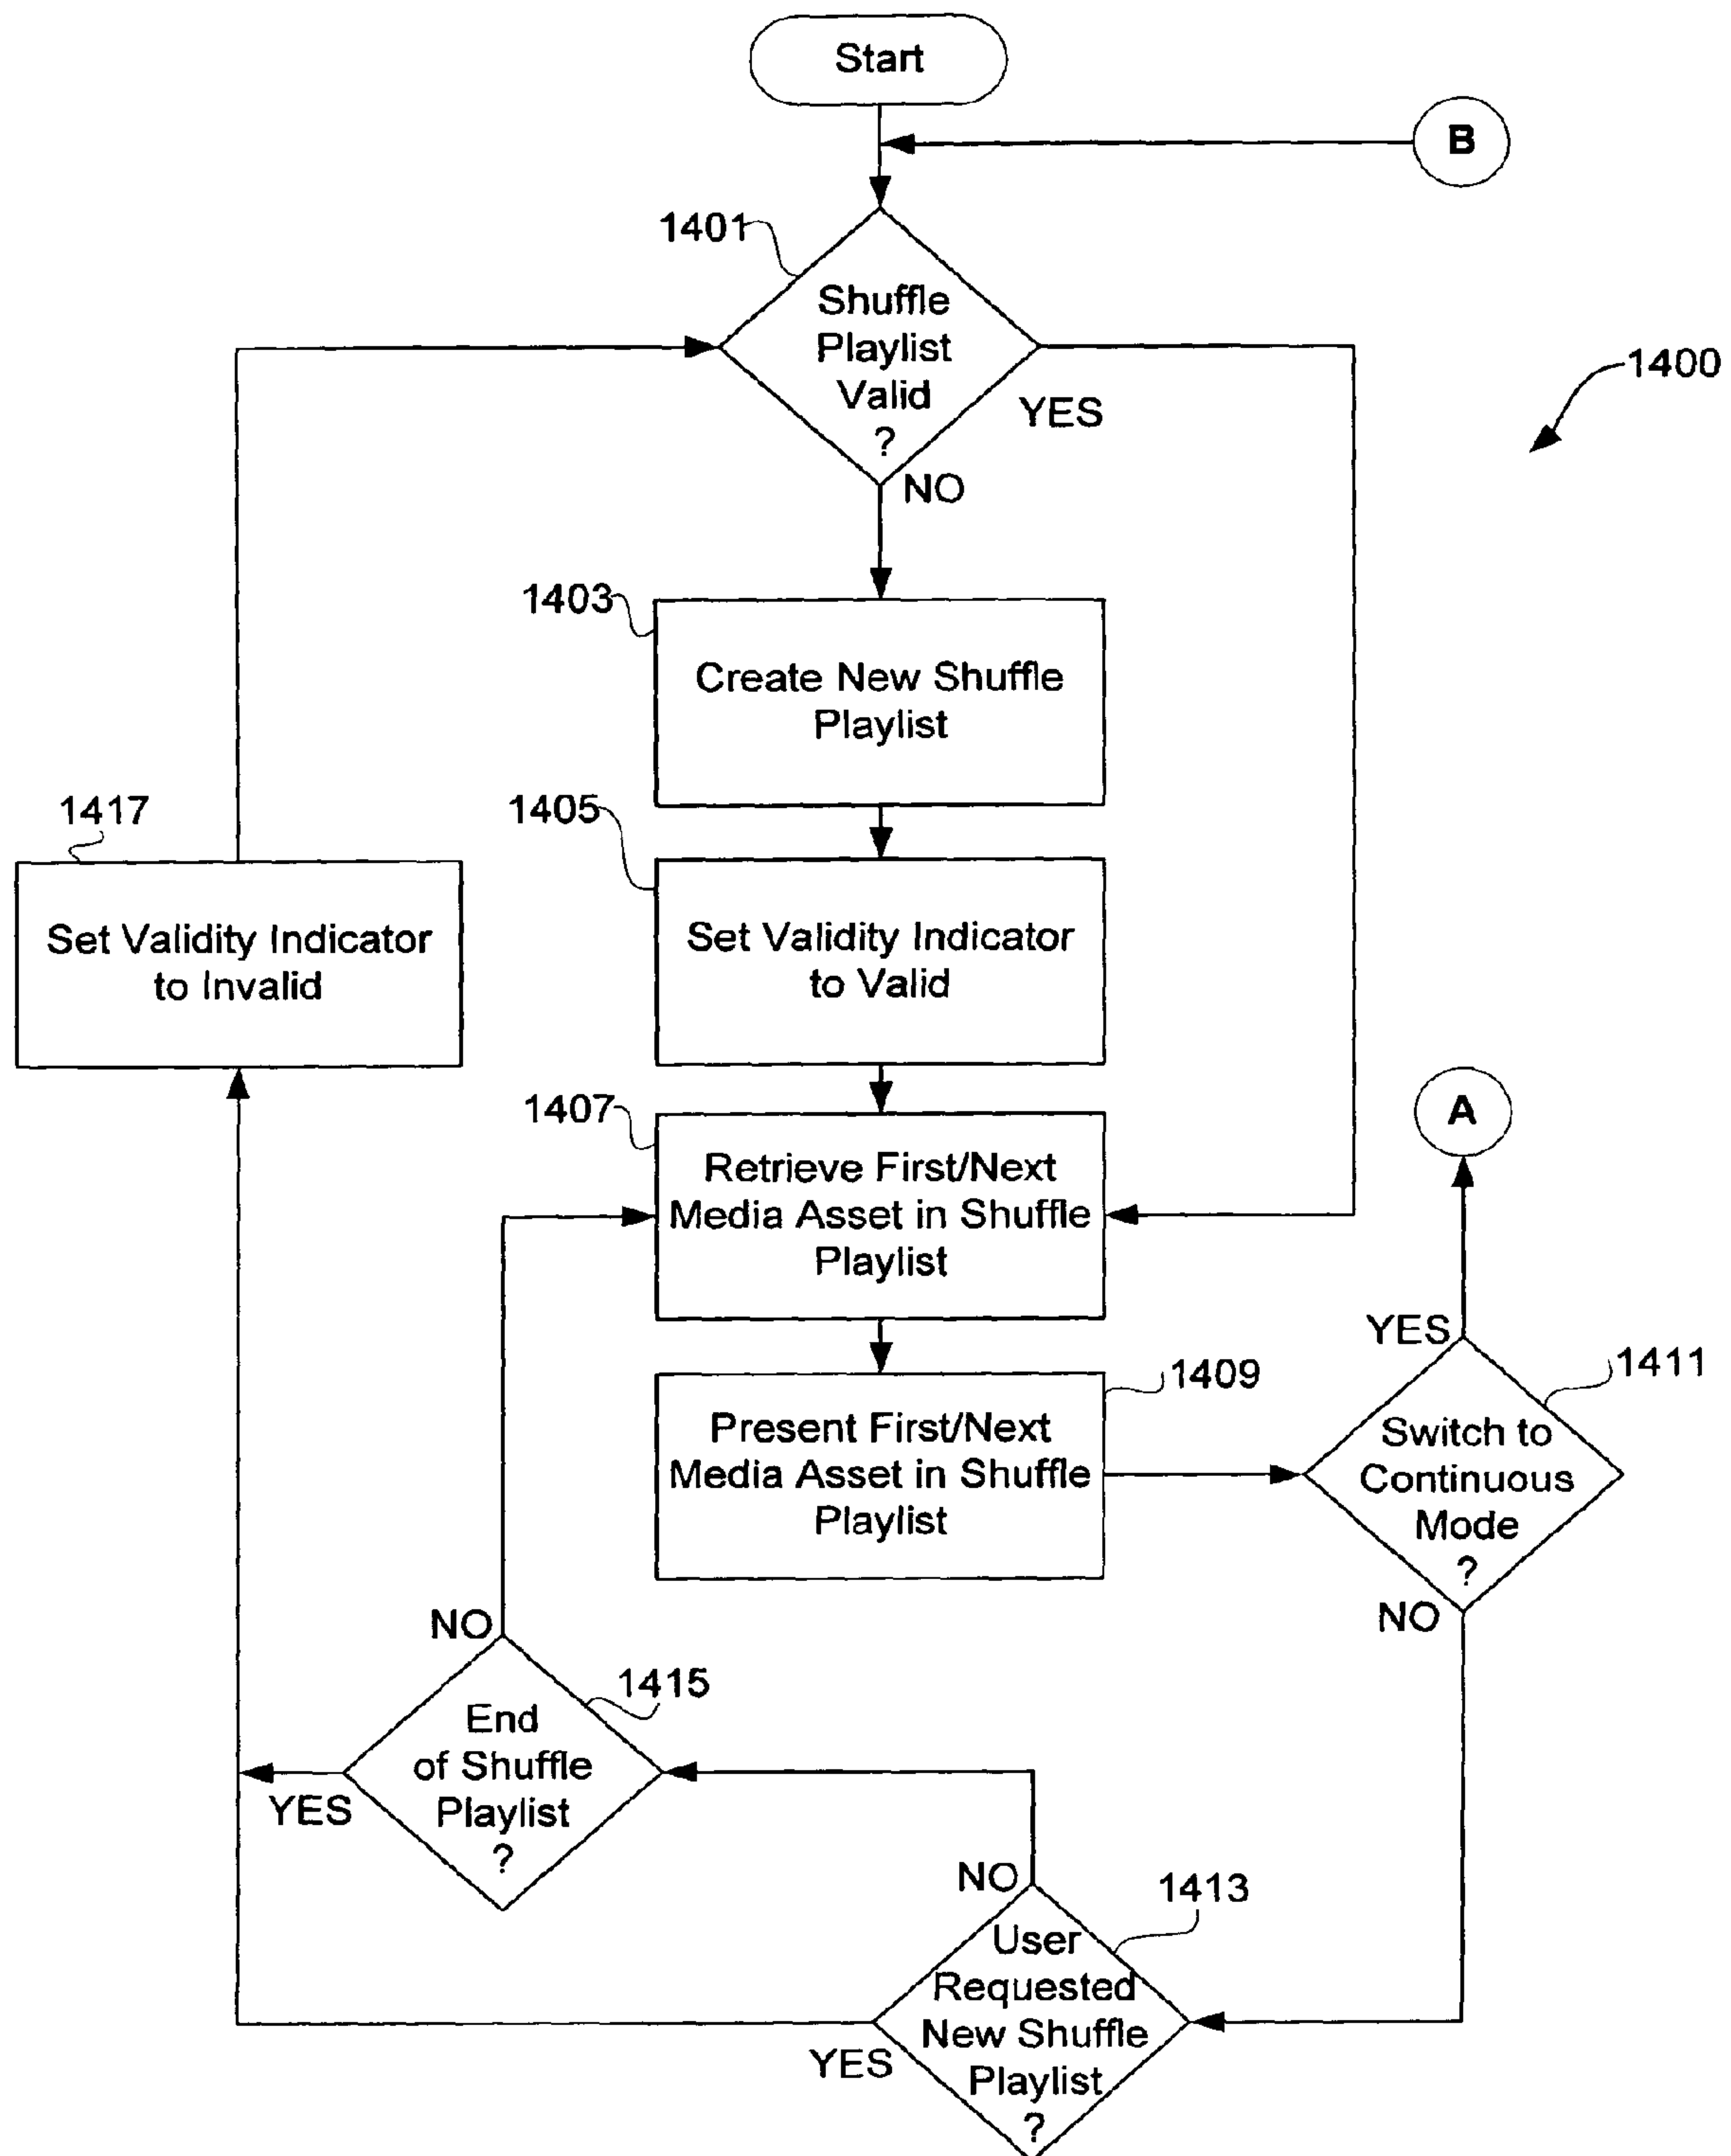 Start
B
1401
Shuffle
Playlist
Valid
?
YES
NO
1400
1403
Create New Shuffle
Playlist
1417
Set Validity Indicator
to Invalid
1405
Set Validity Indicator
to Valid
1407
Retrieve First/Next
Media Asset in Shuffle
Playlist
A
YES
1409
Present First/Next
Media Asset in Shuffle
Playlist
1411
Switch to
Continuous
Mode
?
NO
NO
1415
End
of Shuffle
Playlist
?
YES
NO
1413
User
Requested
New Shuffle
Playlist
?
YES